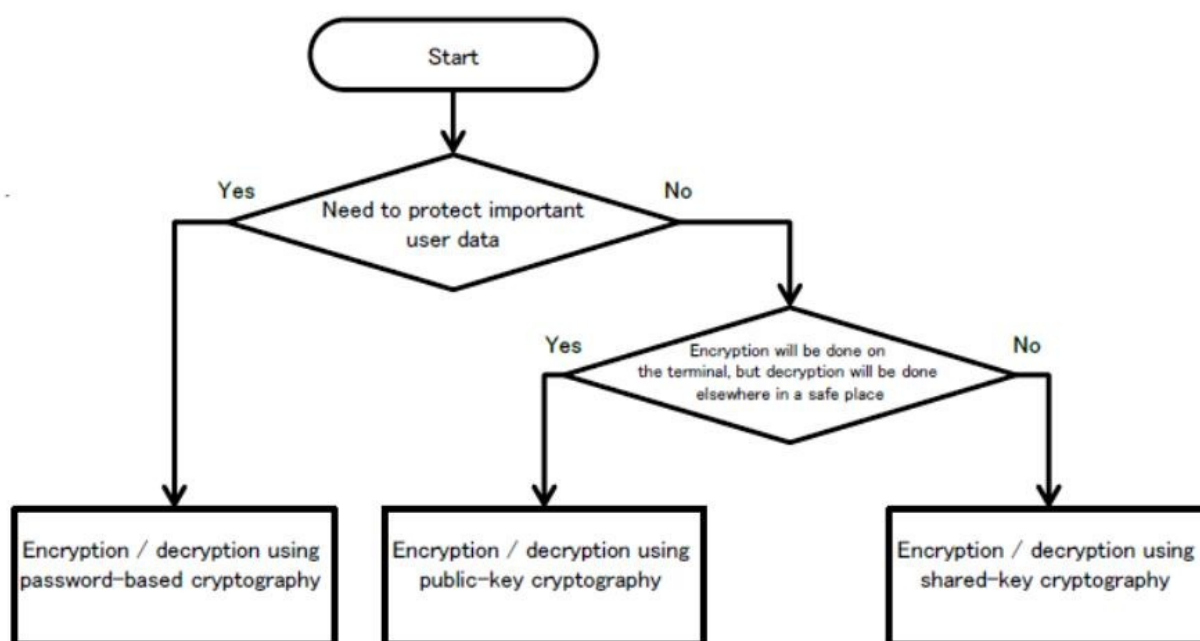 Start
Yes
No
Need to protect important
user data
Yes
No
Encryption will be done on
the terminal, but decryption will be done
elsewhere in a safe place
Encryption / decryption using
password-based cryptography
Encryption / decryption using
public-key cryptography
Encryption / decryption using
shared-key cryptography